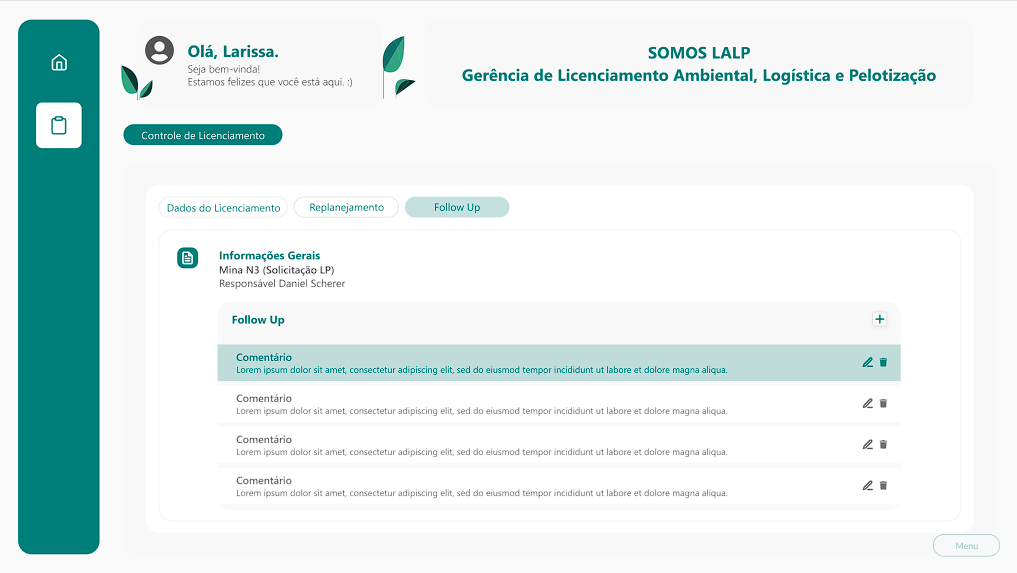 Olá, Larissa.
Seja bem-vinda!
Estamos felizes que você está aqui. :)
SOMOS LALP
Gerência de Licenciamento Ambiental, Logística e Pelotização
Controle de Licenciamento
Dados do Licenciamento
Replanejamento
Follow Up
Informações Gerais
Mina N3 (Solicitação LP)
Responsável Daniel Scherer
Follow Up
Comentário
Lorem ipsum dolor sit amet, consectetur adipiscing elit, sed do eiusmod tempor incididunt ut labore et dolore magna aliqua.
Comentário
Lorem ipsum dolor sit amet, consectetur adipiscing elit, sed do eiusmod tempor incididunt ut labore et dolore magna aliqua.
Comentário
Lorem ipsum dolor sit amet, consectetur adipiscing elit, sed do eiusmod tempor incididunt ut labore et dolore magna aliqua.
Comentário
Lorem ipsum dolor sit amet, consectetur adipiscing elit, sed do eiusmod tempor incididunt ut labore et dolore magna aliqua.
Menu